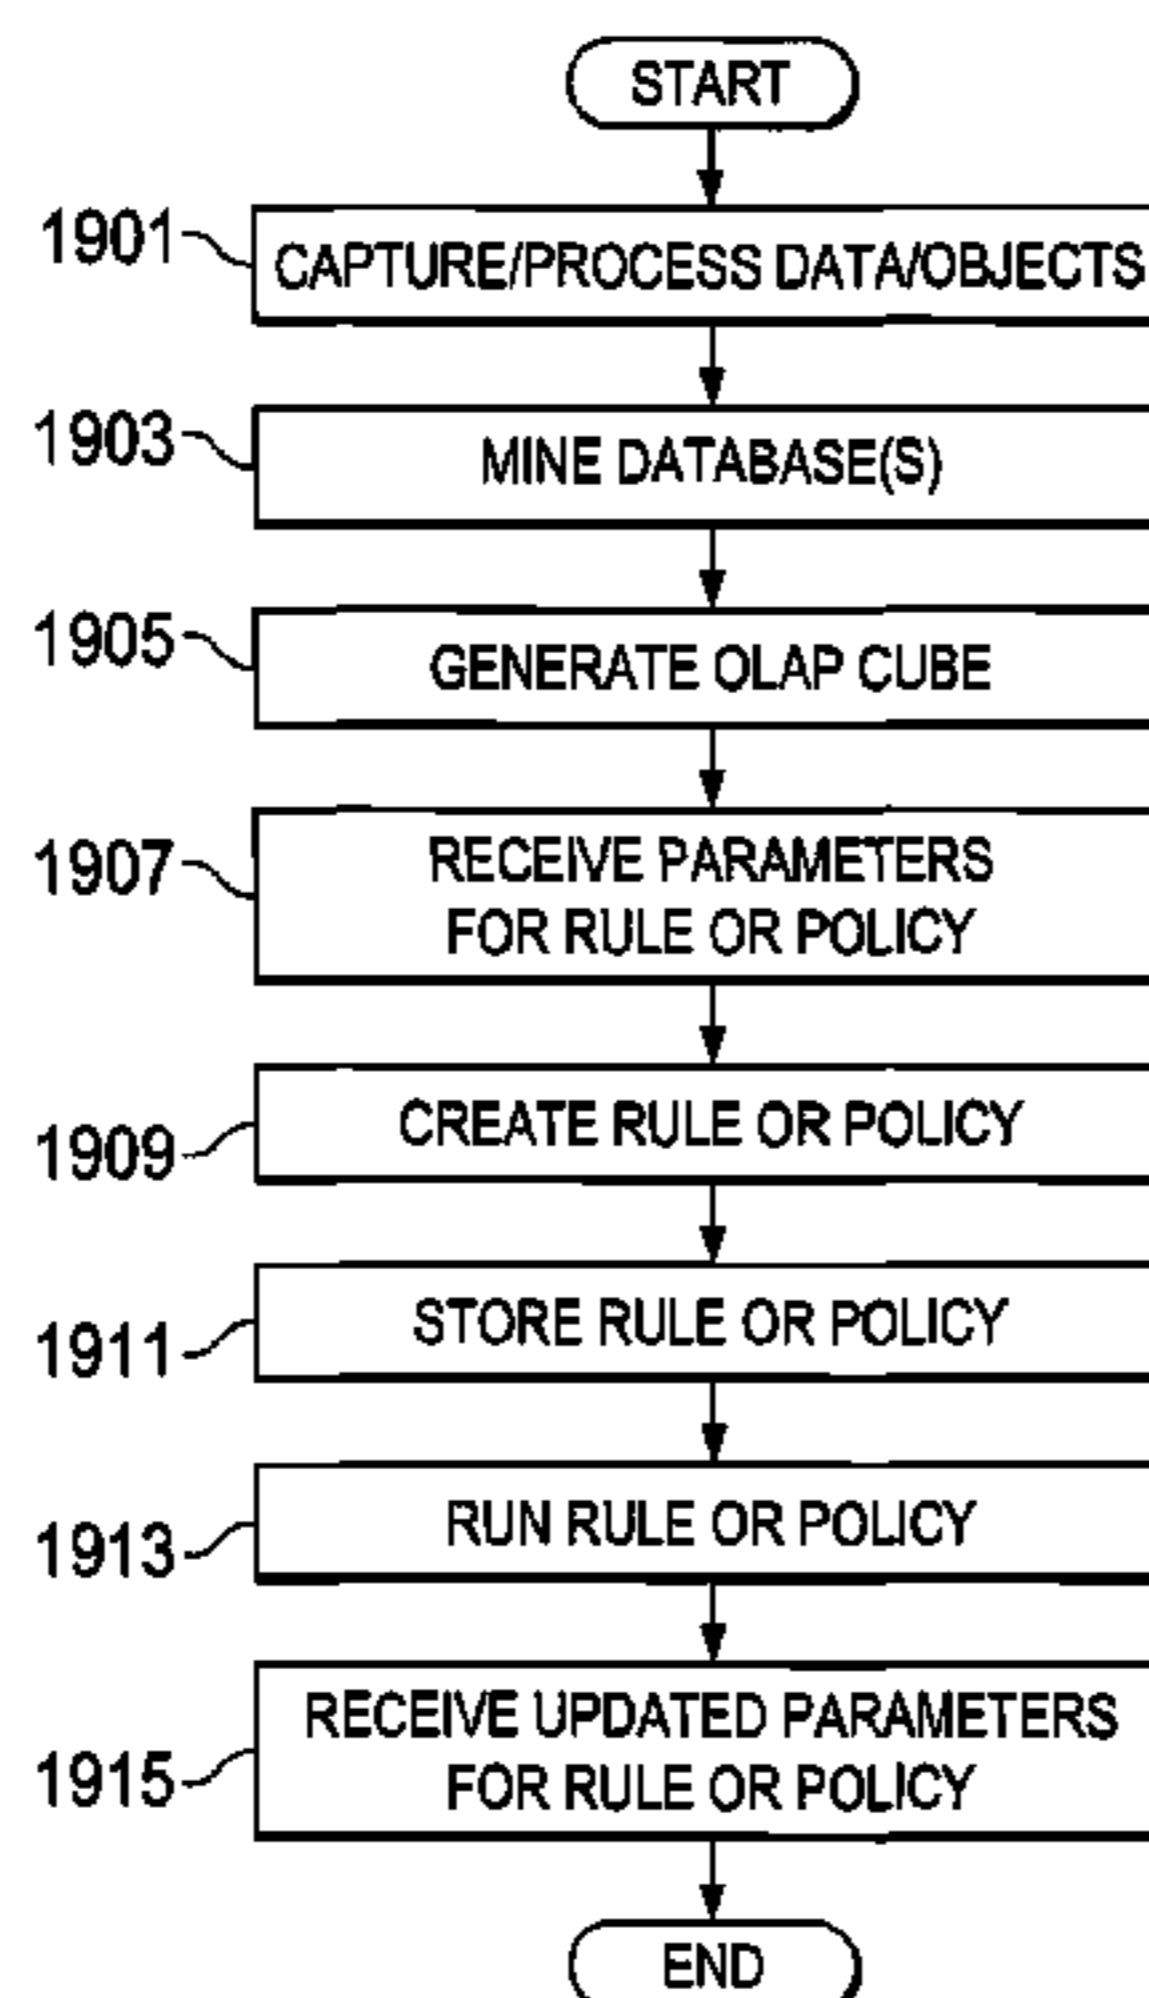 START
1901
CAPTURE/PROCESS DATA/OBJECTS
1903
MINE DATABASE(S)
1905
GENERATE OLAP CUBE
1907
RECEIVE PARAMETERS
FOR RULE OR POLICY
1909
CREATE RULE OR POLICY
1911
STORE RULE OR POLICY
1913
RUN RULE OR POLICY
1915
RECEIVE UPDATED PARAMETERS
FOR RULE OR POLICY
END